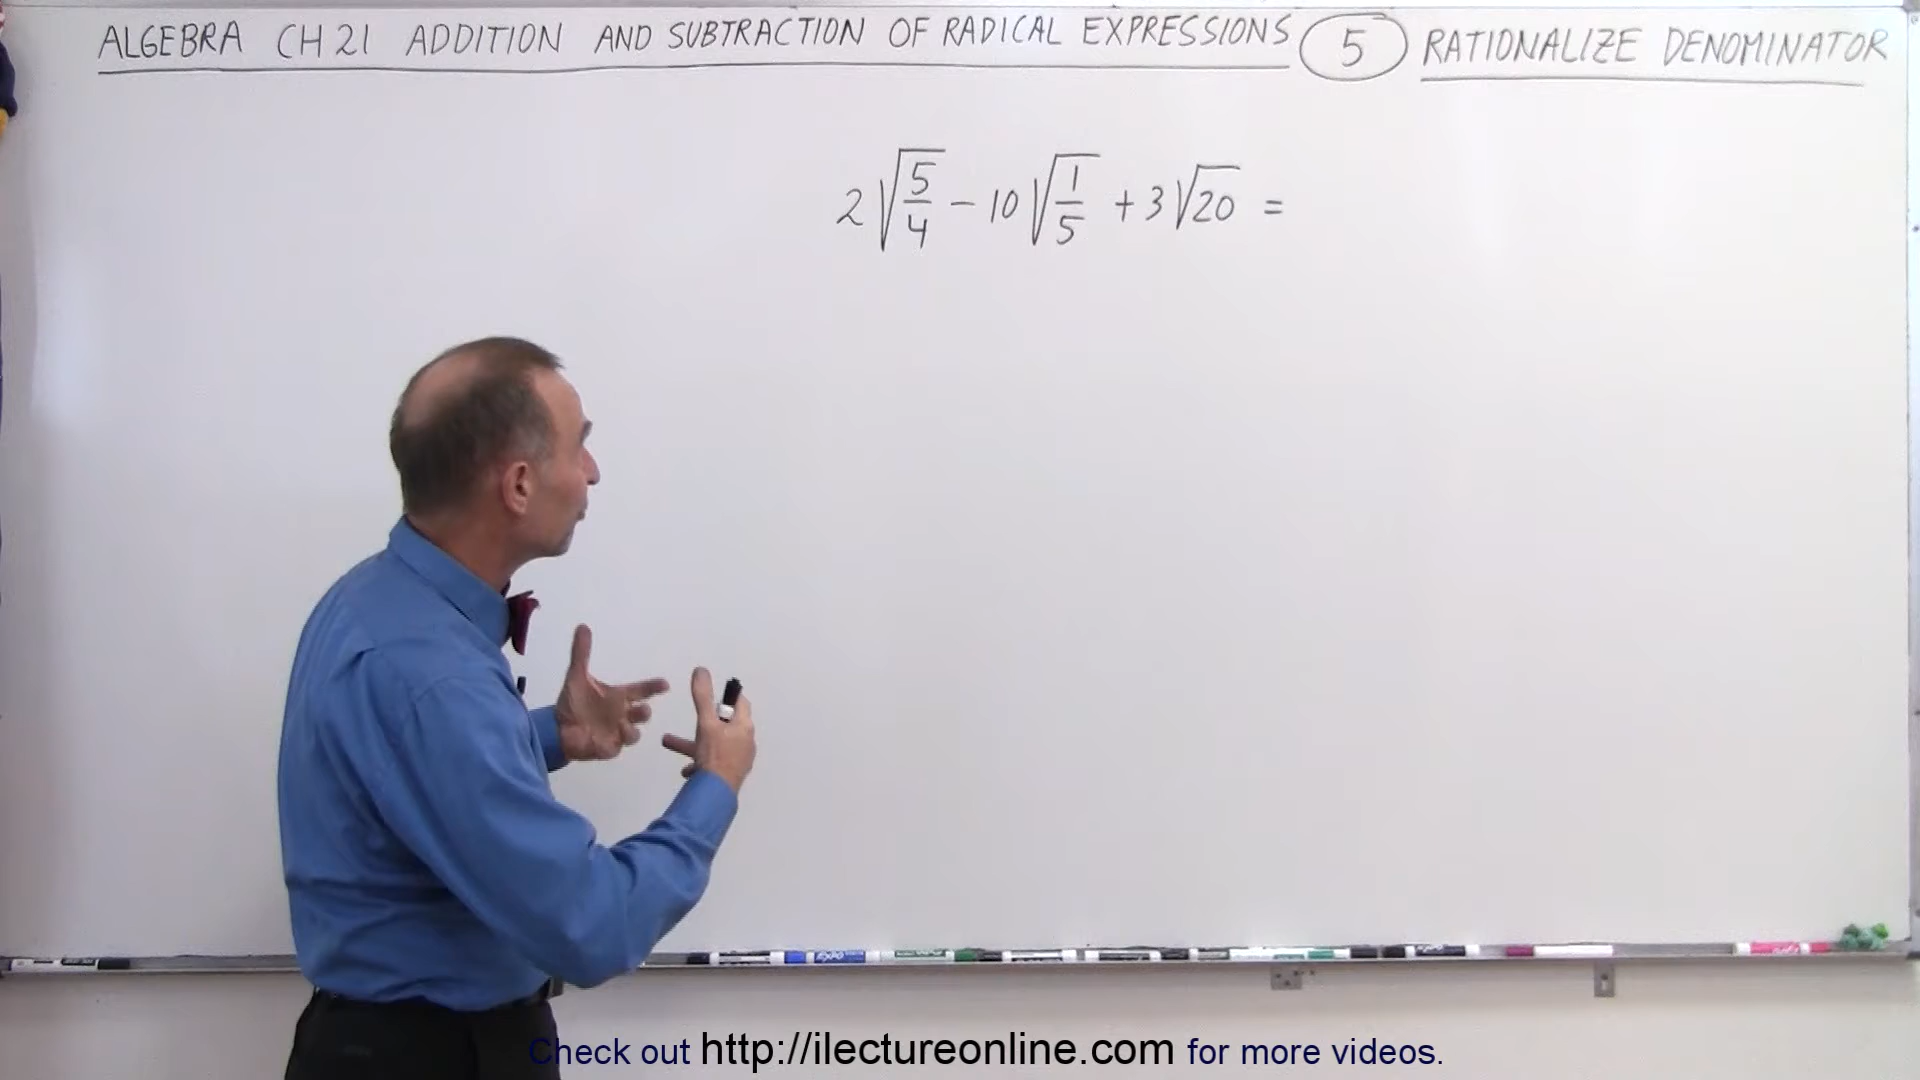 ALGEBRA CH 21 ADDITION AND SUBTRACTION OF RADICAL EXPRESSIONS 5 RATIONALIZE DENOMINATOR
2√(5/4) - 10√(1/5) + 3√20 =
EXPO
Check out http://ilectureonline.com for more videos.